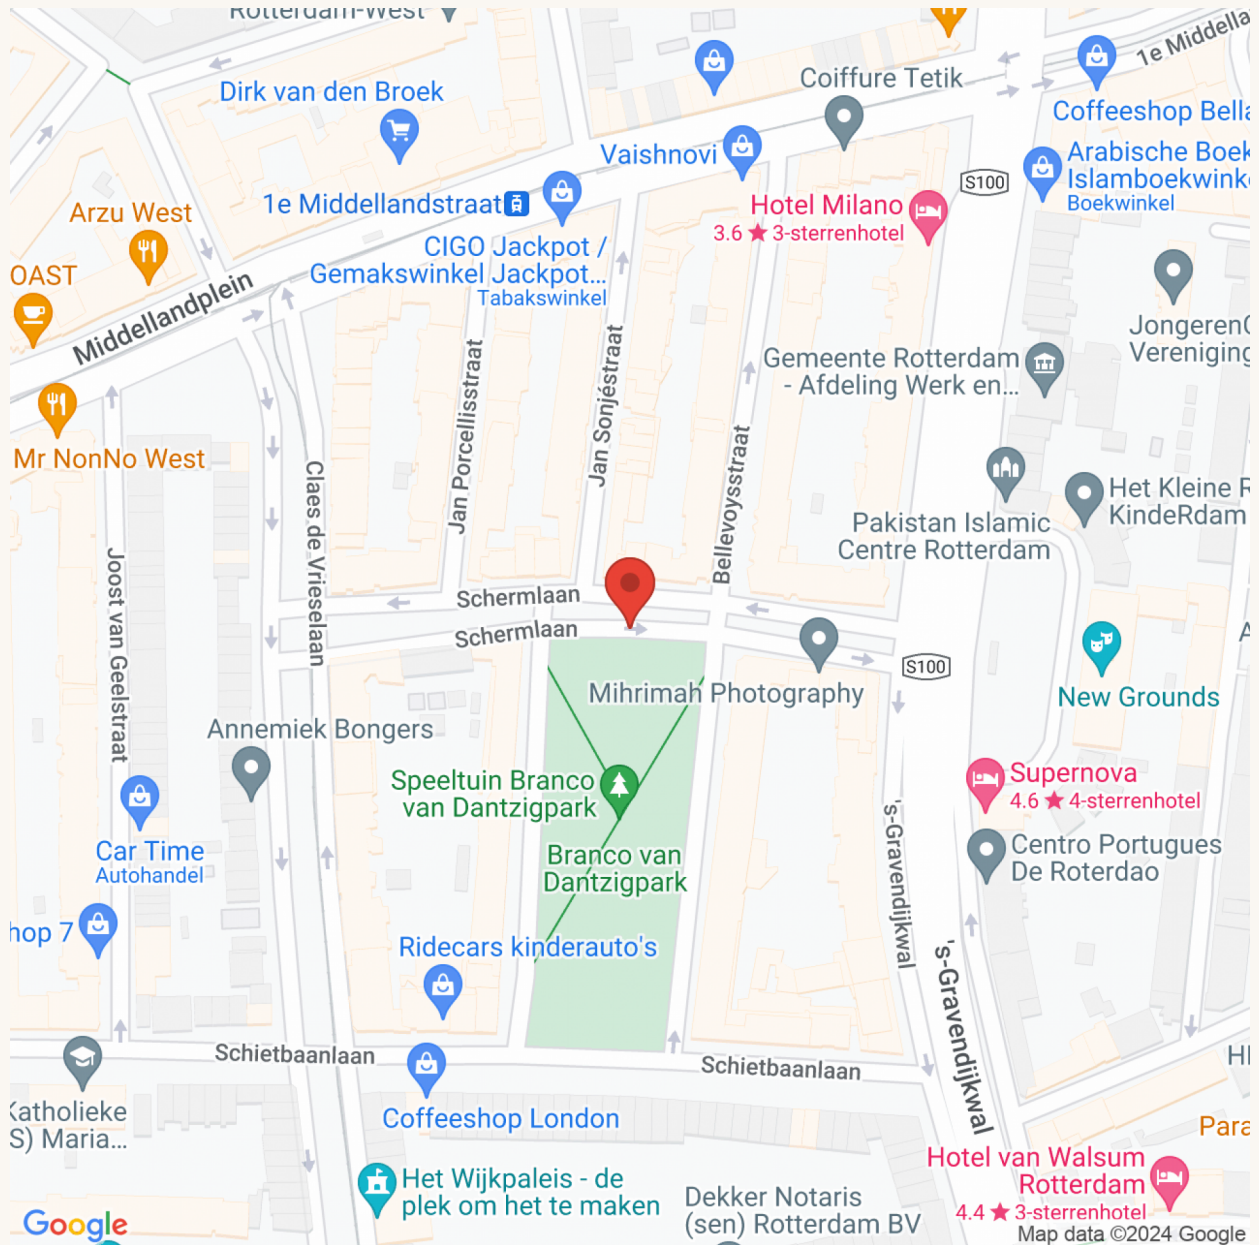 Rotterdam-West
1e Middella
Dirk van den Broek
Coiffure Tetik
Coffeeshop Bella
Vaishnovi
Arabische Boek
Islamboekwinke
Boekwinkel
S100
1e Middellandstraat
Hotel Milano
3.6 ★ 3-sterrenhotel
Arzu West
CIGO Jackpot /
Gemakswinkel Jackpot...
Tabakswinkel
OAST
Middellandplein
JongerenC
Vereniging
Gemeente Rotterdam
- Afdeling Werk en...
Jan Porcellisstraat
Jan Sonjéstraat
Bellevoysstraat
Mr NonNo West
Claes de Vrieselaan
Het Kleine R
KindeRdam
Pakistan Islamic
Centre Rotterdam
Joost van Geelstraat
Schermlaan
Schermlaan
S100
Mihrimah Photography
New Grounds
Annemiek Bongers
Speeltuin Branco
van Dantzigpark
Supernova
4.6 ★ 4-sterrenhotel
Car Time
Autohandel
Branco van
Dantzigpark
's-Gravendijkwal
Centro Portugues
De Roterdao
hop 7
Ridecars kinderauto's
's-Gravendijkwal
Schietbaanlaan
Schietbaanlaan
Katholieke
S) Maria...
Coffeeshop London
Para
Het Wijkpaleis - de
plek om het te maken
Hotel van Walsum
Rotterdam
4.4 ★ 3-sterrenhotel
Dekker Notaris
(sen) Rotterdam BV
Google
Map data ©2024 Google